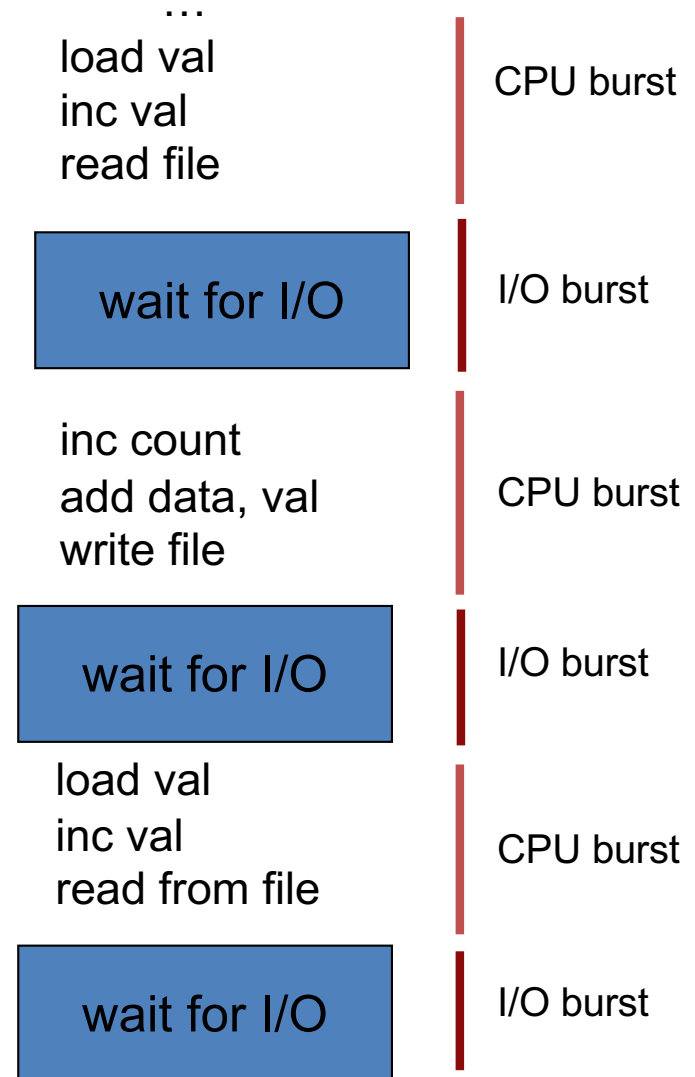 ...
load val
inc val
read file
CPU burst
wait for I/O
I/O burst
inc count
add data, val
write file
CPU burst
wait for I/O
I/O burst
load val
inc val
read from file
CPU burst
wait for I/O
I/O burst